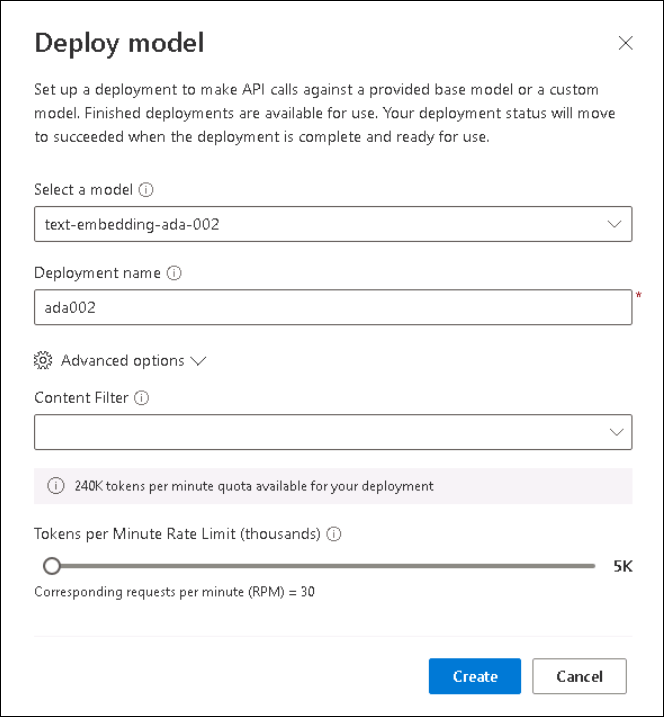 Deploy model
Set up a deployment to make API calls against a provided base model or a custom
model. Finished deployments are available for use. Your deployment status will move
to succeeded when the deployment is complete and ready for use.
Select a model
text-embedding-ada-002
Deployment name
ada002
*
Advanced options
Content Filter
240K tokens per minute quota available for your deployment
Tokens per Minute Rate Limit (thousands)
5K
Corresponding requests per minute (RPM) = 30
Create
Cancel